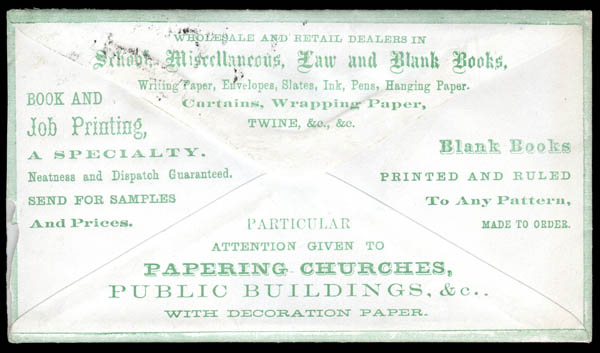 WHOLESALE AND RETAIL DEALERS IN
School, Miscellaneous, Law and Blank Books,
Writing Paper, Envelopes, Slates, Ink, Pens, Hanging Paper.
Curtains, Wrapping Paper,
TWINE, &c., &c.
BOOK AND
Job Printing,
A SPECIALTY.
Neatness and Dispatch Guaranteed.
SEND FOR SAMPLES
And Prices.
Blank Books
PRINTED AND RULED
To Any Pattern,
MADE TO ORDER.
PARTICULAR
ATTENTION GIVEN TO
PAPERING CHURCHES,
PUBLIC BUILDINGS, &c..
WITH DECORATION PAPER.